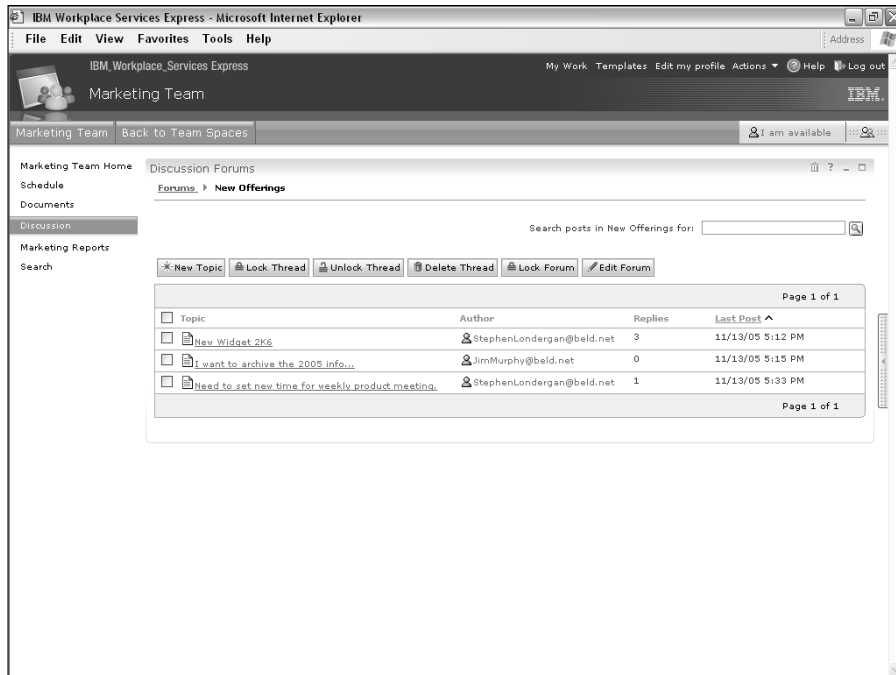 IBM Workplace Services Express - Microsoft Internet Explorer
File Edit View Favorites Tools Help Address
IBM Workplace Services Express My Work Templates Edit my profile Actions Help Log out
Marketing Team IBM.
Marketing Team Back to Team Spaces I am available
Marketing Team Home
Schedule
Documents
Discussion
Marketing Reports
Search
Discussion Forums ?
Forums New Offerings
Search posts in New Offerings for:
New Topic Lock Thread Unlock Thread Delete Thread Lock Forum Edit Forum
Page 1 of 1
Topic Author Replies Last Post
New Widget 2K6 StephenLondergan@beld.net 3 11/13/05 5:12 PM
I want to archive the 2005 info... JimMurphy@beld.net 0 11/13/05 5:15 PM
Need to set new time for weekly product meeting. StephenLondergan@beld.net 1 11/13/05 5:33 PM
Page 1 of 1